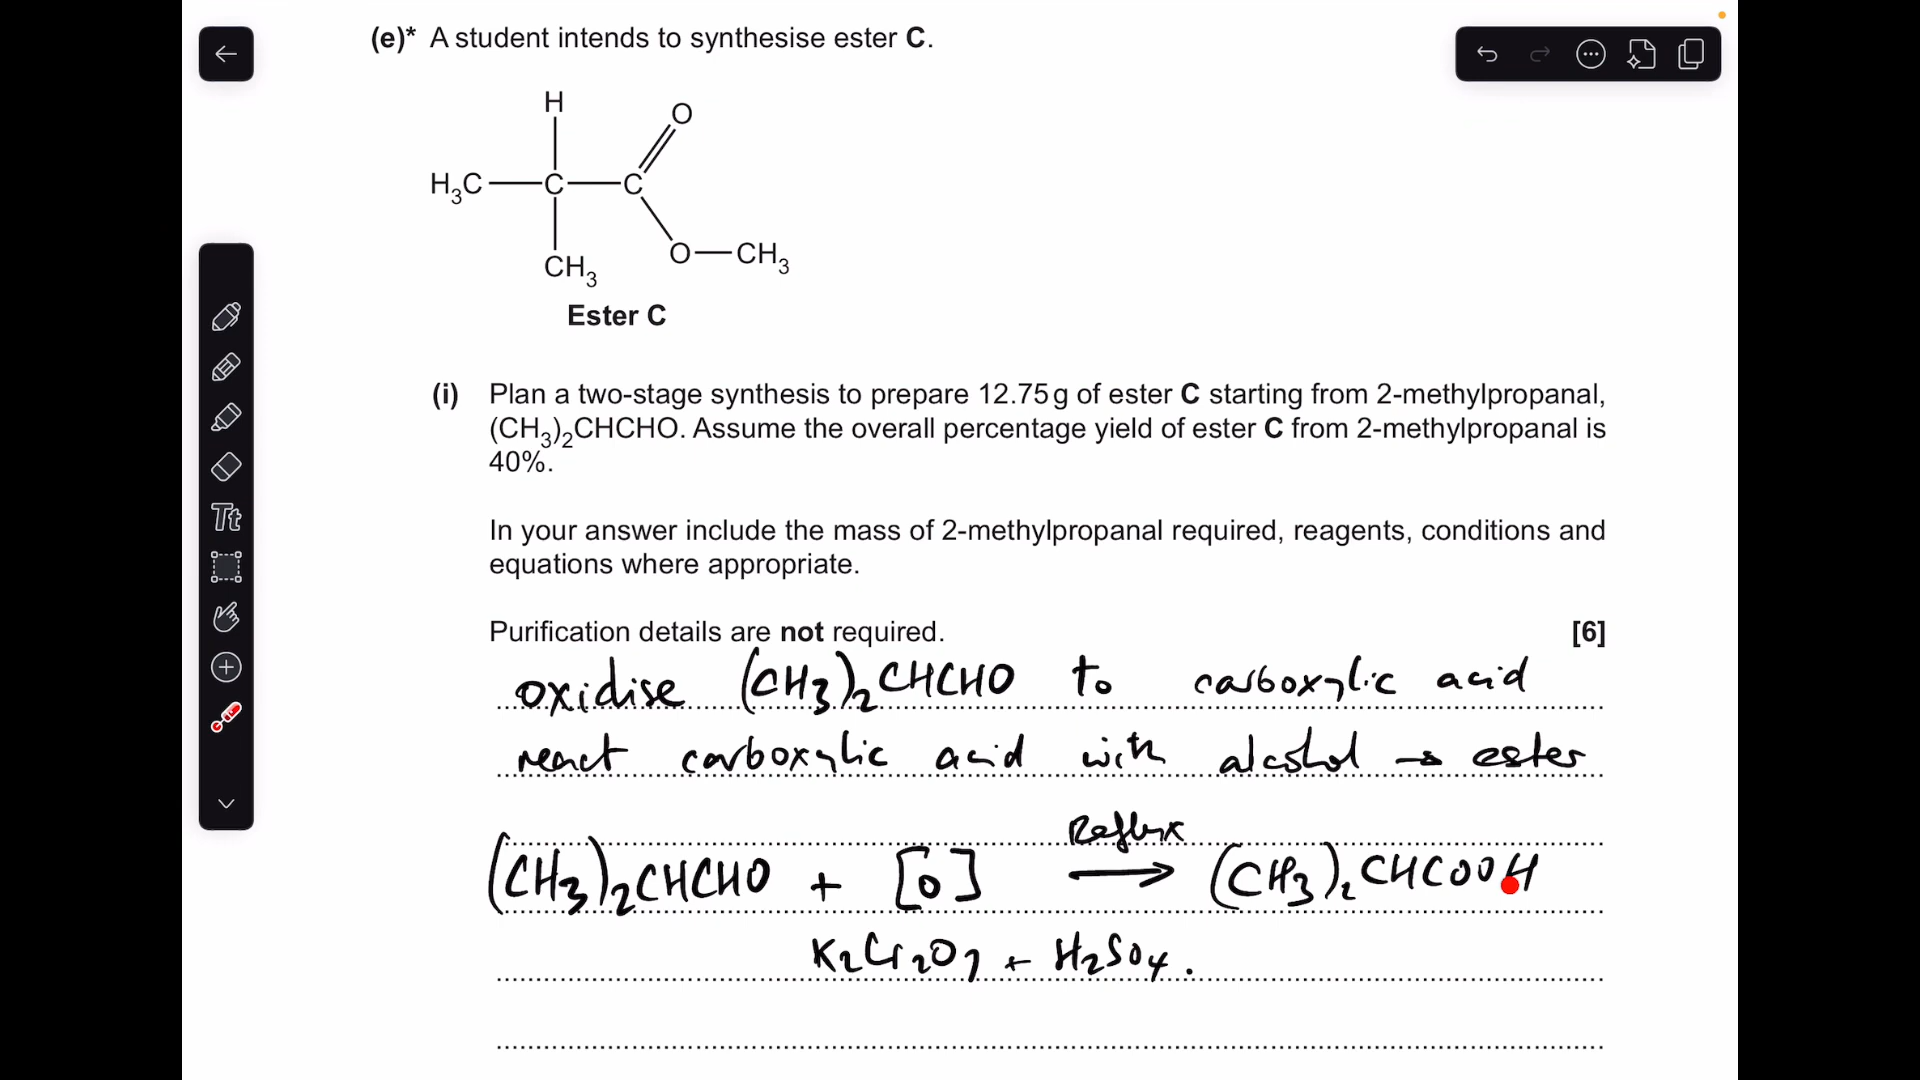 (e)* A student intends to synthesise ester C.
H
O
H₃C C C
O CH₃
CH₃
Ester C
(i) Plan a two-stage synthesis to prepare 12.75 g of ester C starting from 2-methylpropanal,
(CH₃)₂CHCHO. Assume the overall percentage yield of ester C from 2-methylpropanal is
40%.
In your answer include the mass of 2-methylpropanal required, reagents, conditions and
equations where appropriate.
Purification details are not required. [6]
oxidise (CH₃)₂CHCHO to carboxylic acid
react carboxylic acid with alcohol → ester
Reflux
(CH₃)₂CHCHO + [O] ⟶ (CH₃)₂CHCOOH
K₂Cr₂O₇ + H₂SO₄.
Tt